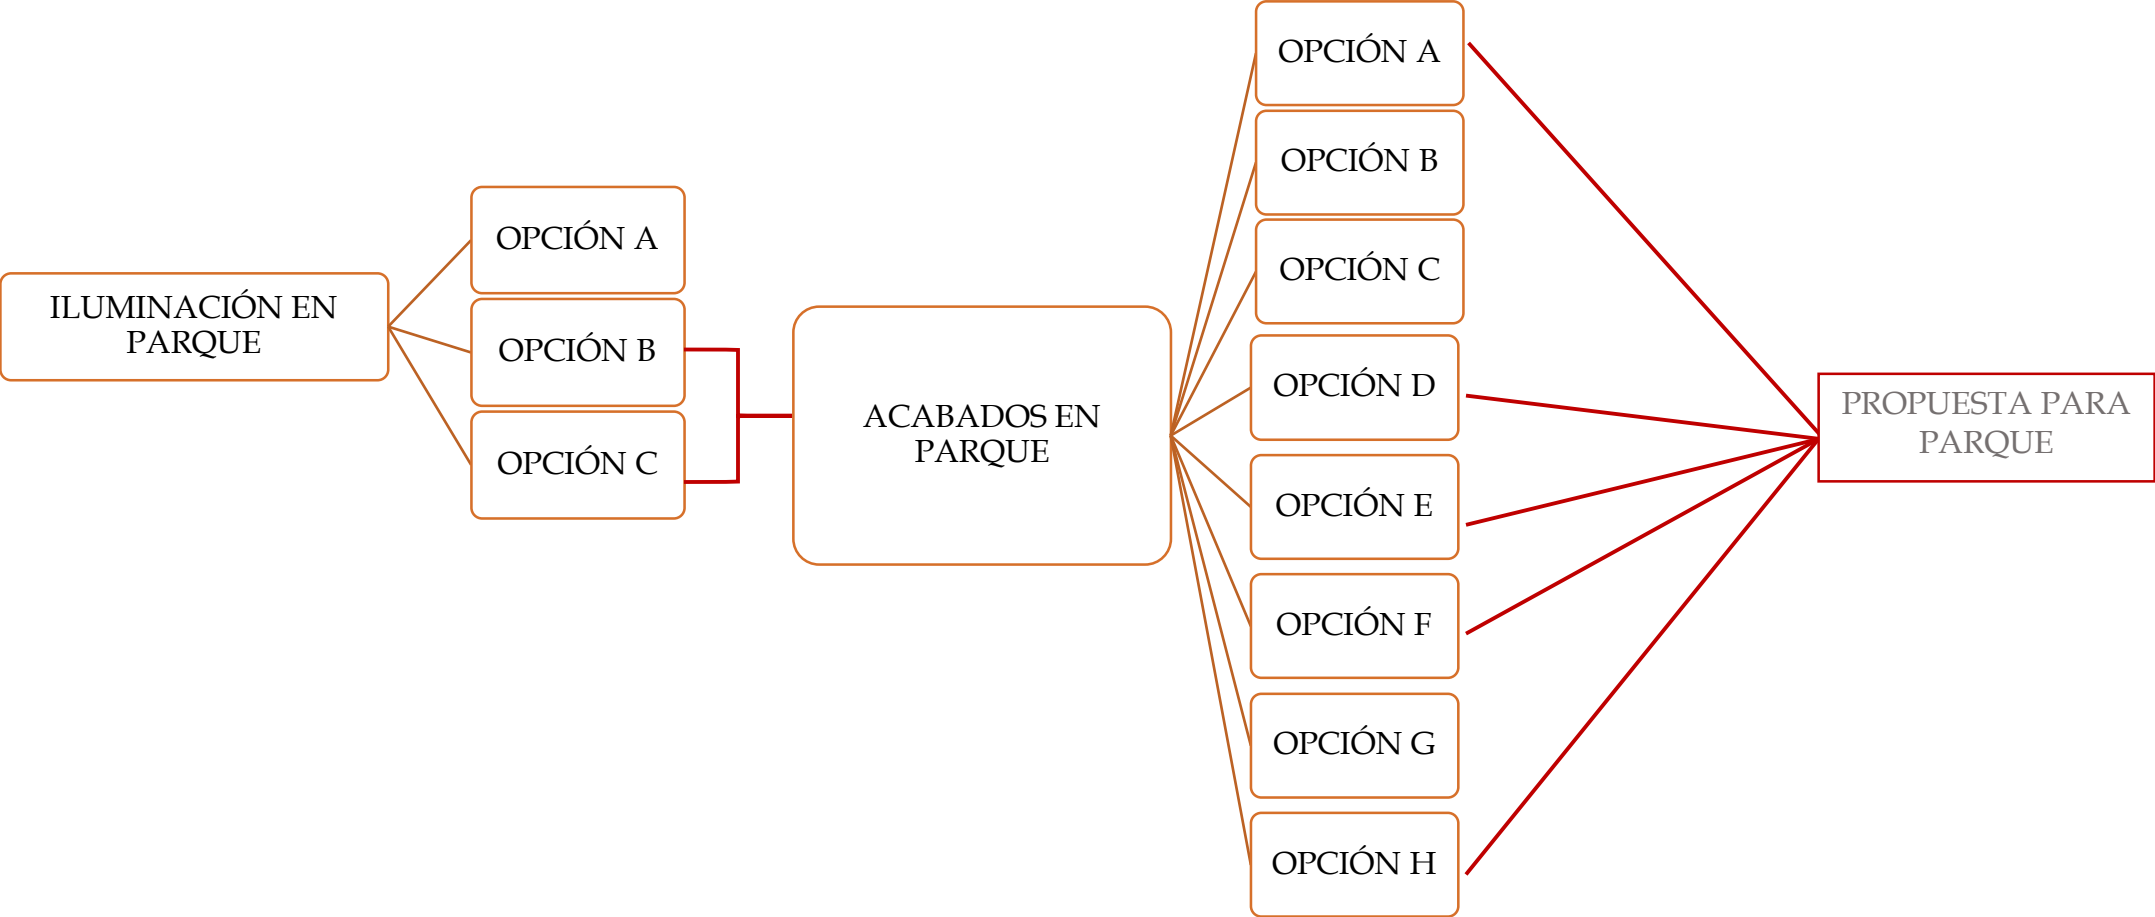 ILUMINACIÓN EN
PARQUE
OPCIÓN A
OPCIÓN B
OPCIÓN C
ACABADOS EN
PARQUE
OPCIÓN A
OPCIÓN B
OPCIÓN C
OPCIÓN D
OPCIÓN E
OPCIÓN F
OPCIÓN G
OPCIÓN H
PROPUESTA PARA
PARQUE